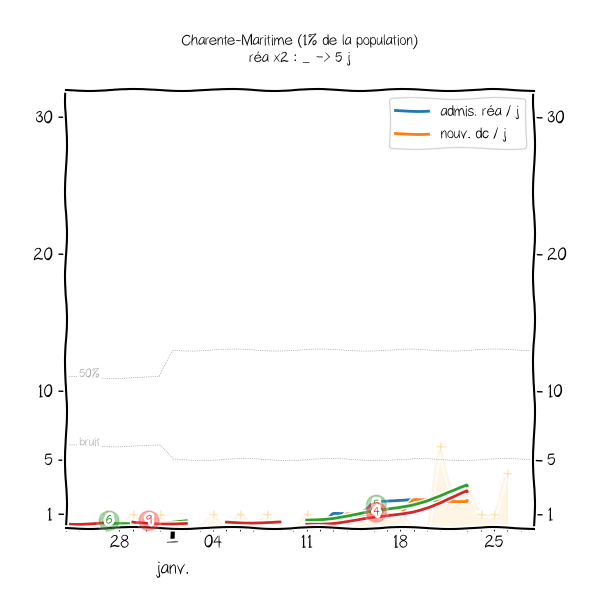 Charente-Maritime (1% de la population)
réa x2 : _ -> 5 j
admis. réa / j
nouv. dc / j
30 30
20 20
50%
10 10
bruit
5 5
5
4
6 9
1 1
28 _ 04 11 18 25
janv.